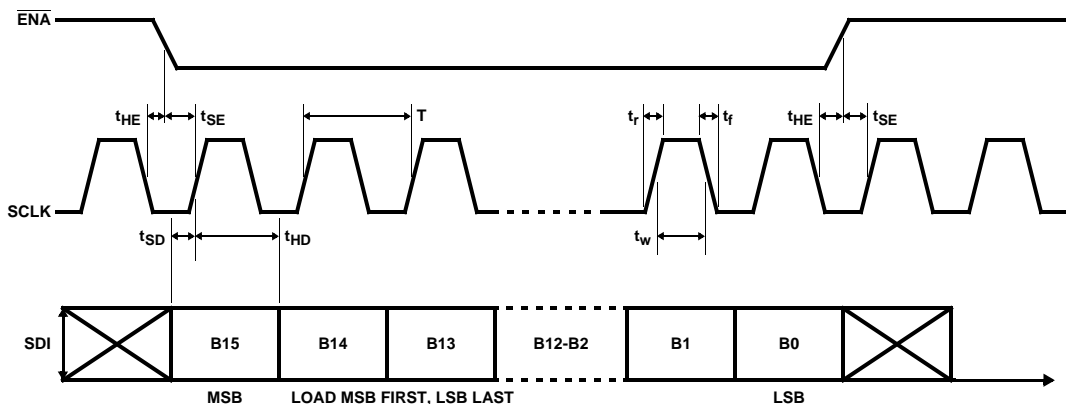 ENA
tHE tSE T tr tf tHE tSE
SCLK
tSD tHD tw
SDI B15 B14 B13 B12-B2 B1 B0
MSB LOAD MSB FIRST, LSB LAST LSB